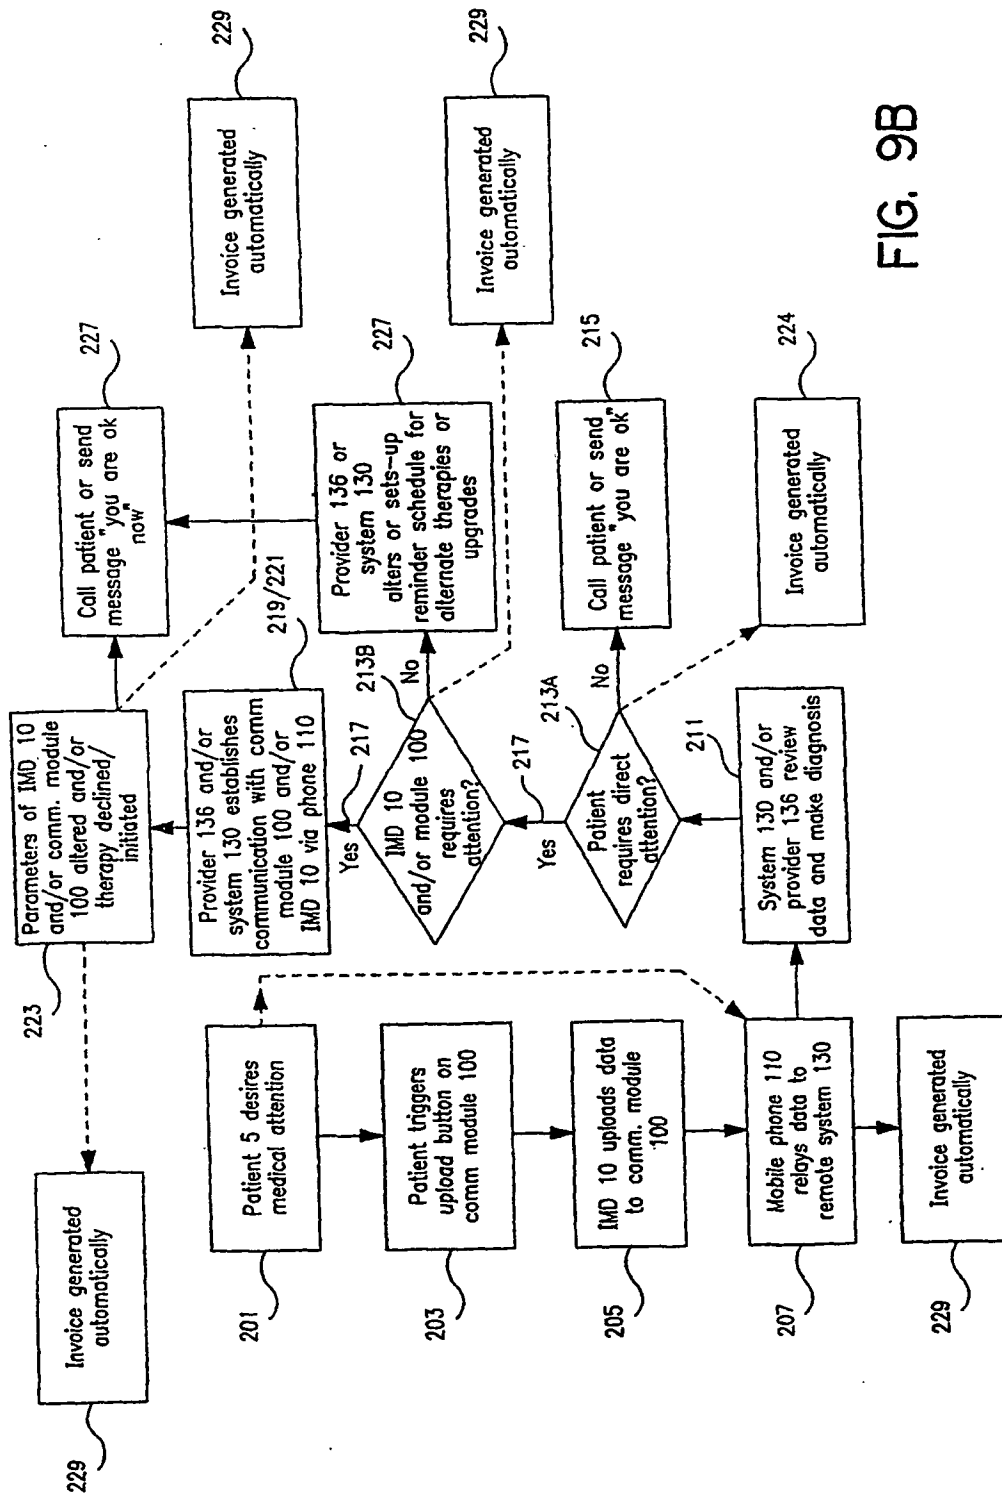 229
Invoice generated
automatically
223
Parameters of IMD 10
and/or comm. module
100 altered and/or
therapy declined/
initiated
227
Call patient or send
message "you are ok
now"
229
Invoice generated
automatically
201
Patient 5 desires
medical attention
219/221
Provider 136 and/or
system 130 establishes
communication with comm
module 100 and/or
IMD 10 via phone 110
203
Patient triggers
upload button on
comm module 100
Yes
217
213B
IMD 10
and/or module 100
requires
attention?
No
227
Provider 136 or
system 130
alters or sets-up
reminder schedule for
alternate therapies or
upgrades
229
Invoice generated
automatically
205
IMD 10 uploads data
to comm. module
100
Yes
217
213A
Patient
requires direct
attention?
No
215
Call patient or send
message "you are ok"
207
Mobile phone 110
relays data to
remote system 130
211
System 130 and/or
provider 136 review
data and make diagnosis
224
Invoice generated
automatically
229
Invoice generated
automatically
FIG. 9B